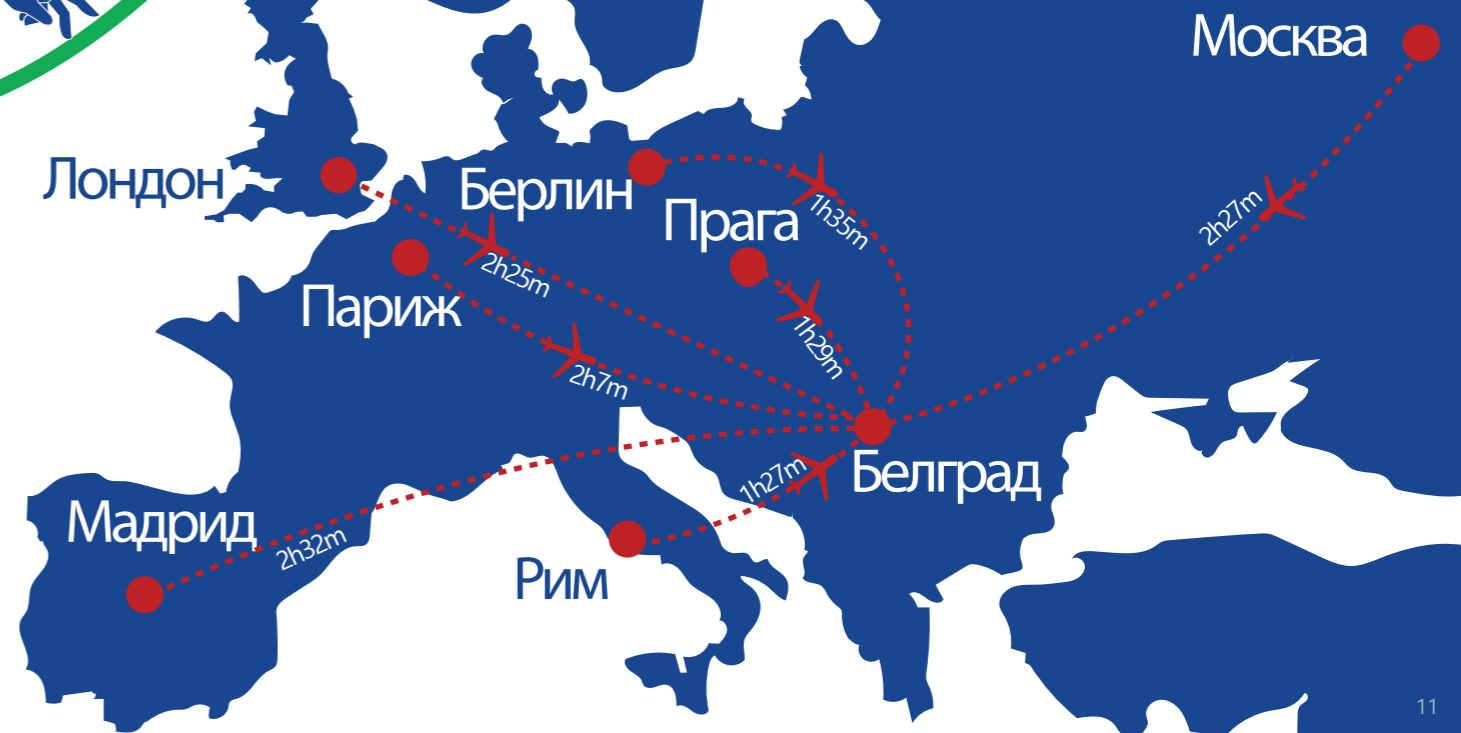 Москва
Лондон
Берлин
Прага
1h35m
2h27m
2h25m
Париж
1h29m
2h7m
Белград
1h27m
Мадрид
2h32m
Рим
11